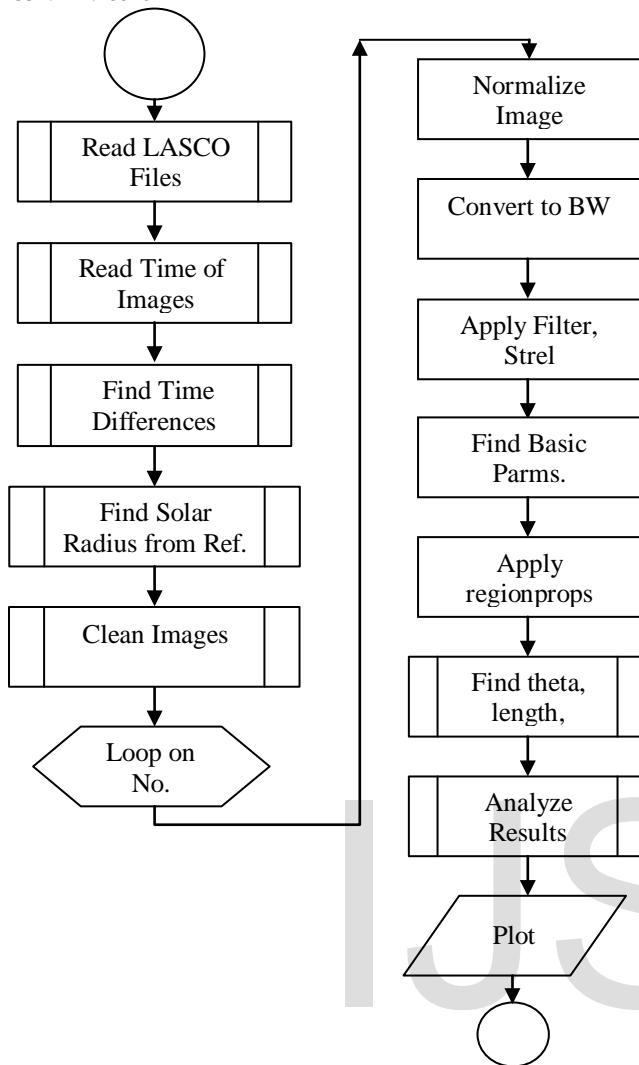 Read LASCO
Files
Read Time of
Images
Find Time
Differences
Find Solar
Radius from Ref.
Clean Images
Loop on
No.
Normalize
Image
Convert to BW
Apply Filter,
Strel
Find Basic
Parms.
Apply
regionprops
Find theta,
length,
Analyze
Results
Plot
IJS